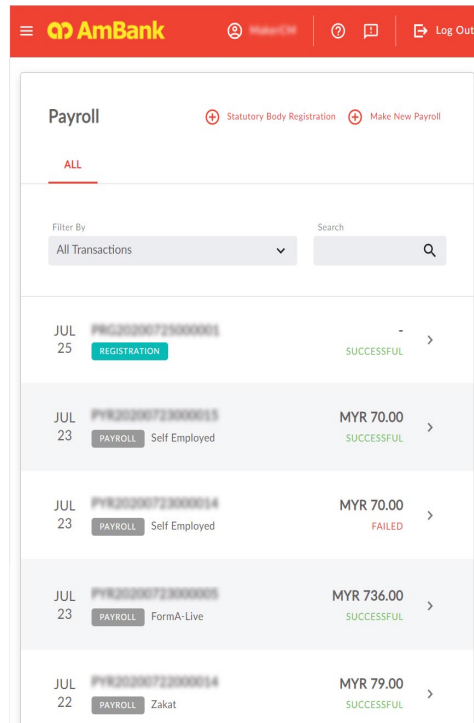 AmBank
Log Out
Payroll
Statutory Body Registration
Make New Payroll
ALL
Filter By
Search
All Transactions
JUL
25
-
REGISTRATION
SUCCESSFUL
JUL
23
MYR 70.00
PAYROLL Self Employed
SUCCESSFUL
JUL
23
MYR 70.00
PAYROLL Self Employed
FAILED
JUL
23
MYR 736.00
PAYROLL FormA-Live
SUCCESSFUL
JUL
22
MYR 79.00
PAYROLL Zakat
SUCCESSFUL